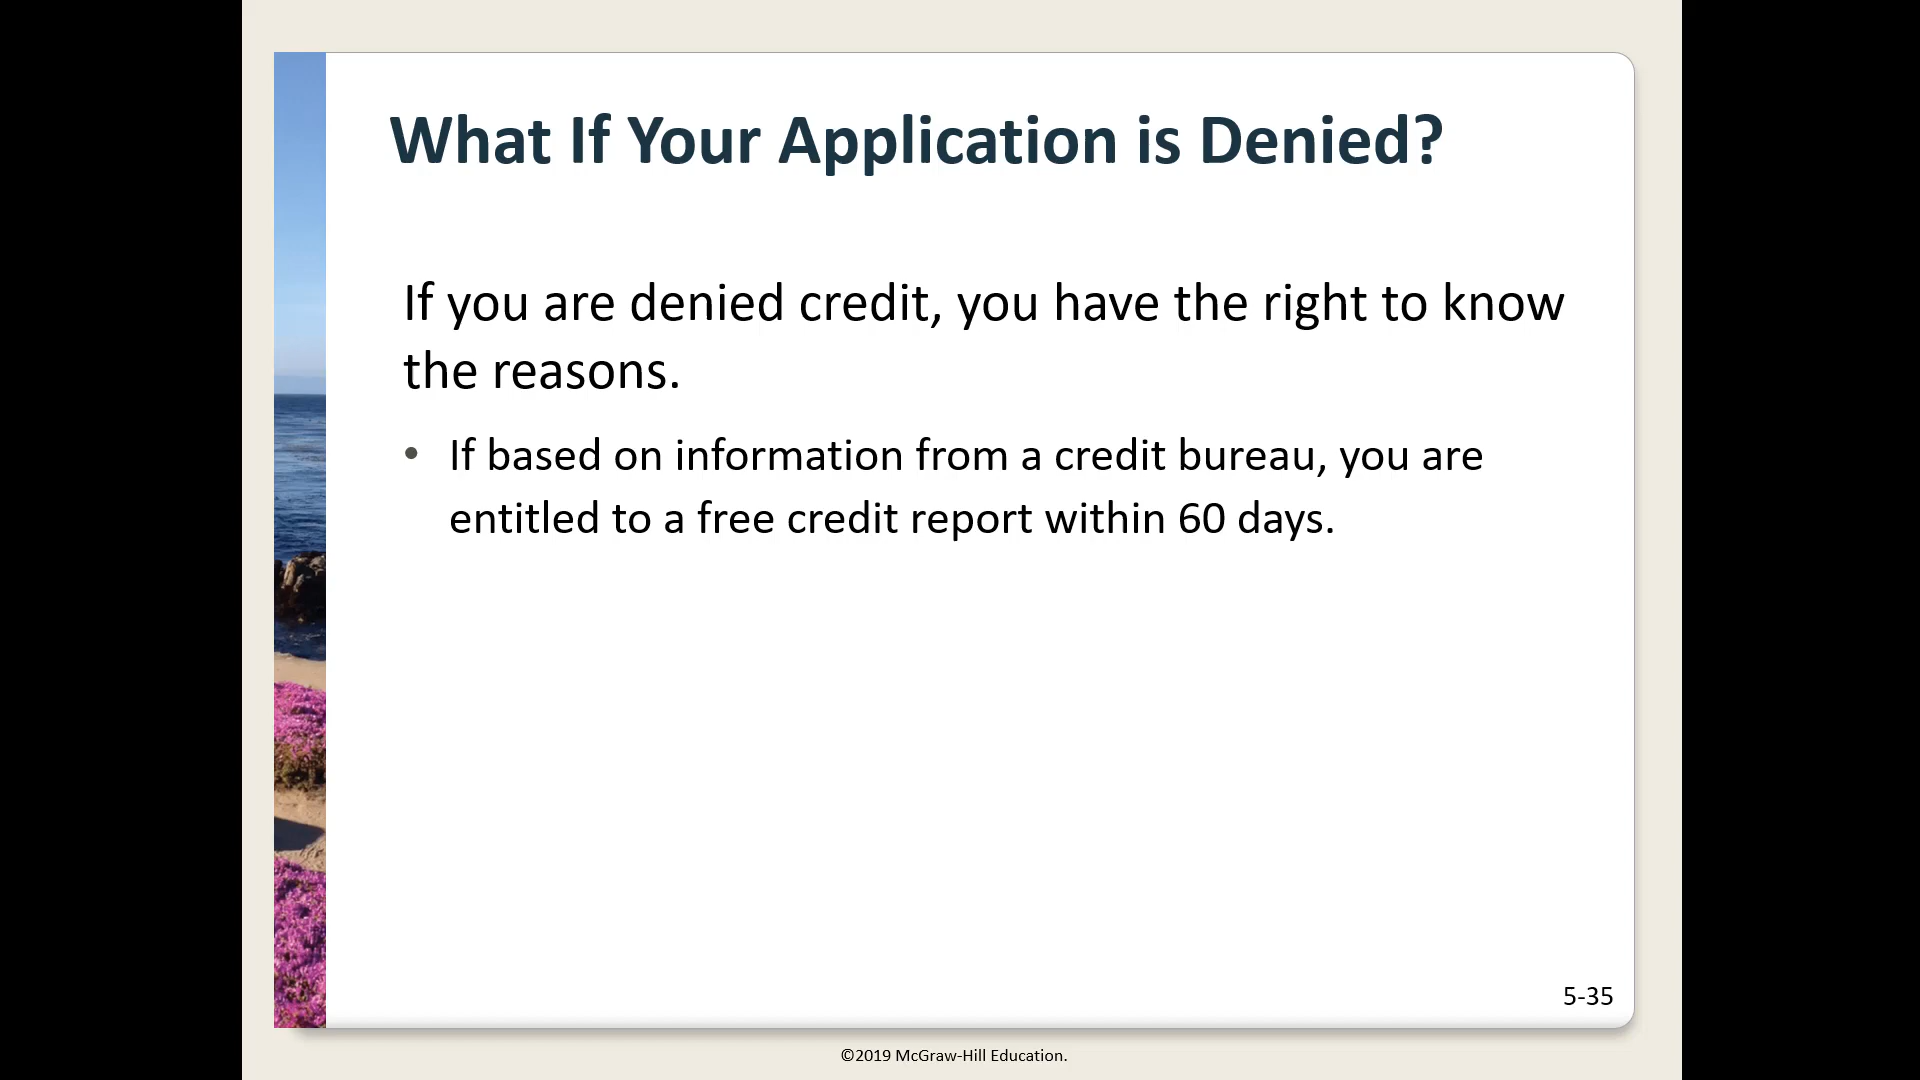 What If Your Application is Denied?
If you are denied credit, you have the right to know
the reasons.
• If based on information from a credit bureau, you are
entitled to a free credit report within 60 days.
5-35
©2019 McGraw-Hill Education.